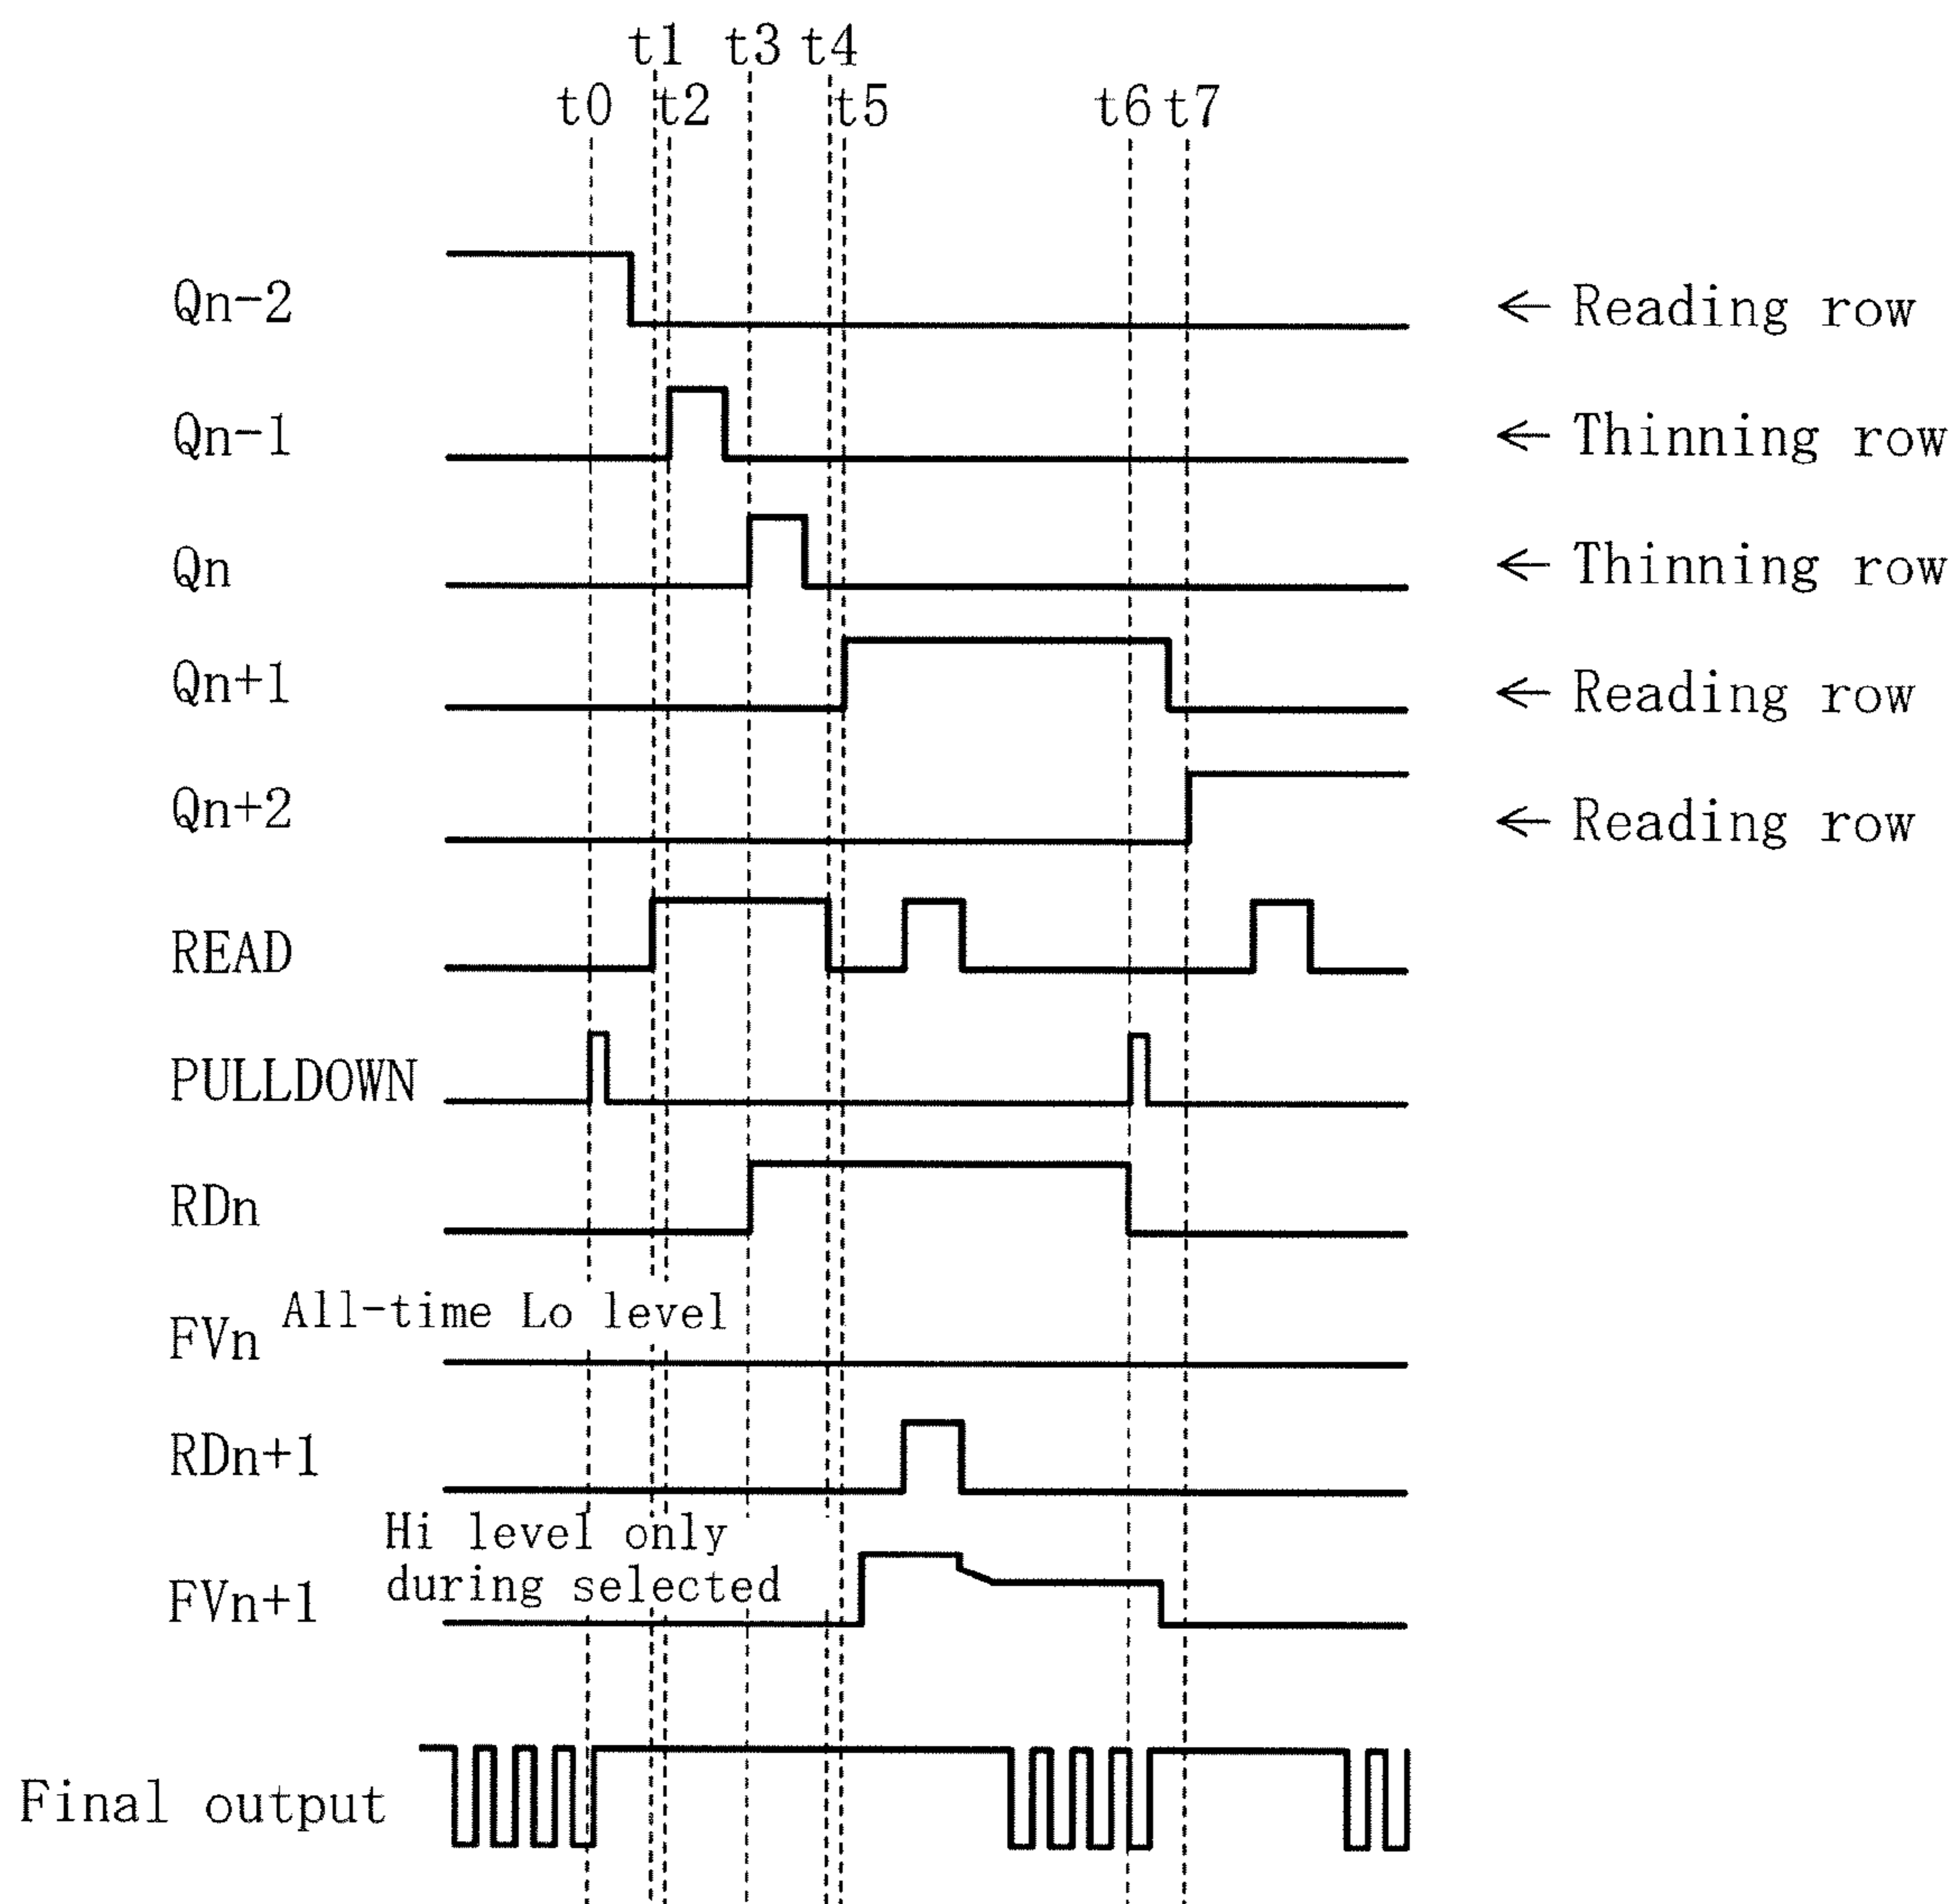 t1 t3 t4
t0 t2 t5 t6 t7
Qn-2 ← Reading row
Qn-1 ← Thinning row
Qn ← Thinning row
Qn+1 ← Reading row
Qn+2 ← Reading row
READ
PULLDOWN
RDn
FVn All-time Lo level
RDn+1
Hi level only
during selected
FVn+1
Final output